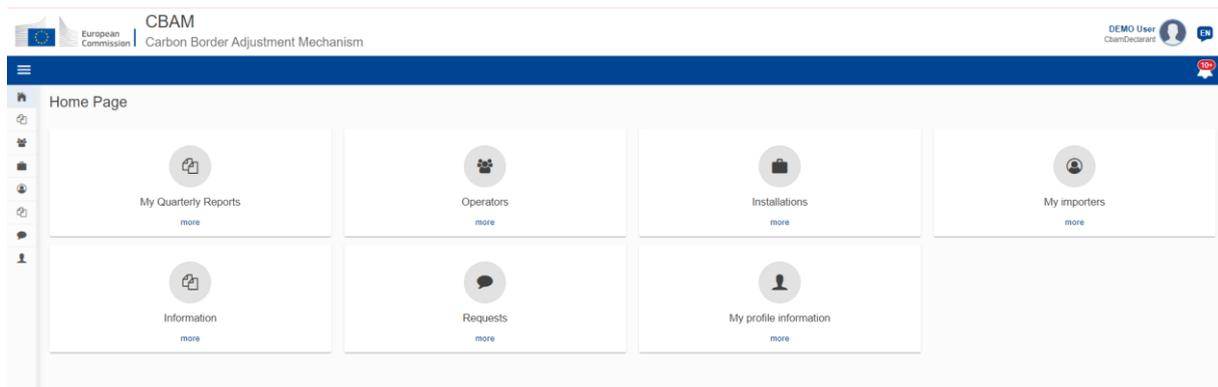 European
Commission
CBAM
Carbon Border Adjustment Mechanism
DEMO User
CbamDeclarant
EN
10+
Home Page
My Quarterly Reports
more
Operators
more
Installations
more
My importers
more
Information
more
Requests
more
My profile information
more